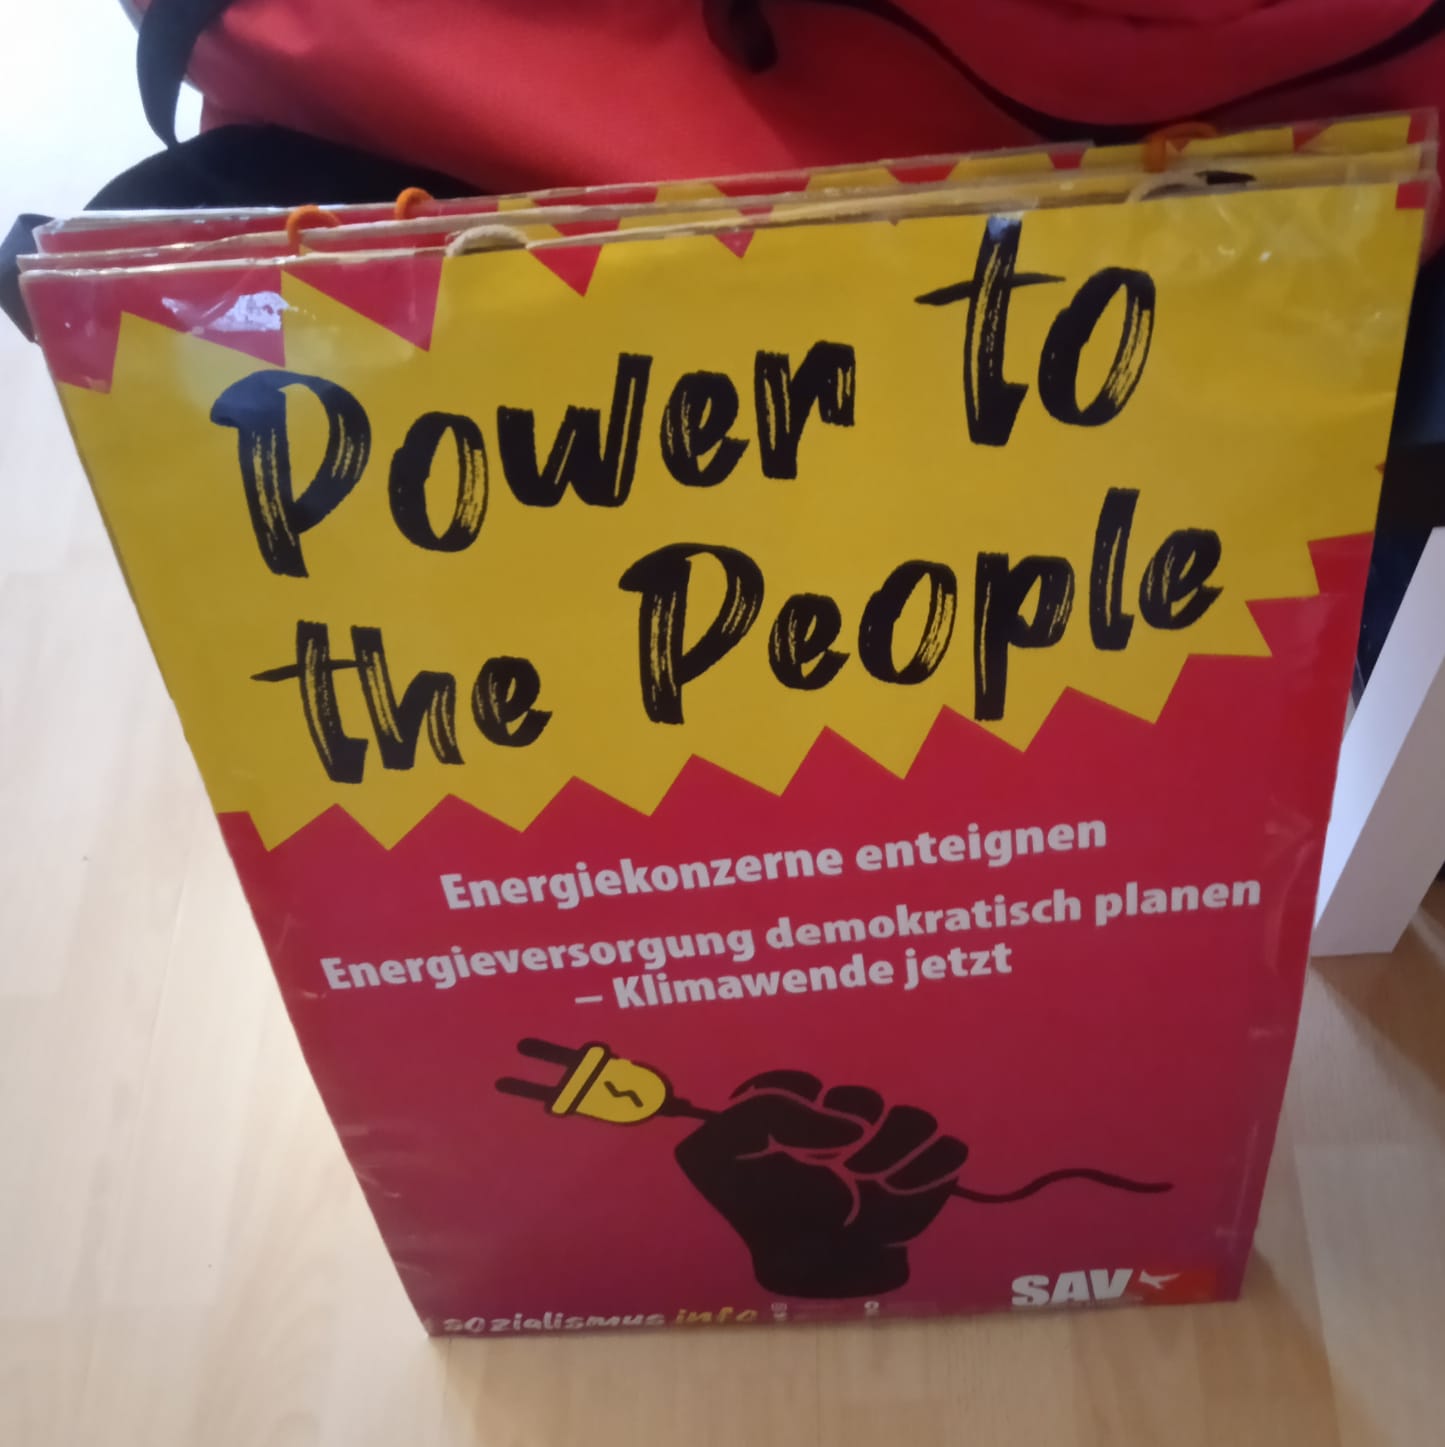 Power to
the People
Energiekonzerne enteignen
Energieversorgung demokratisch planen
– Klimawende jetzt
sozialismus info
SAV